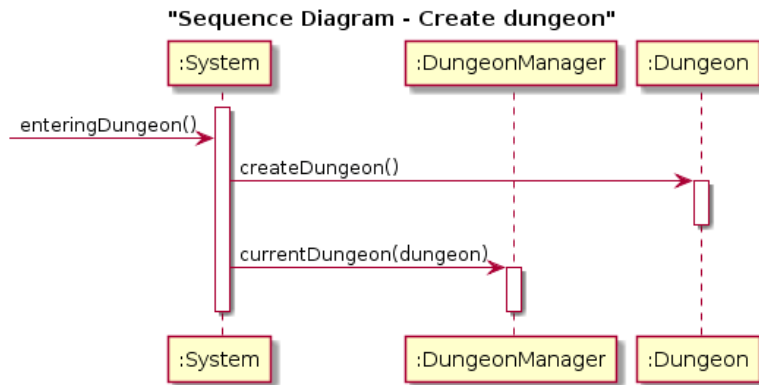 "Sequence Diagram - Create dungeon"
:System :DungeonManager :Dungeon
enteringDungeon()
createDungeon()
currentDungeon(dungeon)
:System :DungeonManager :Dungeon